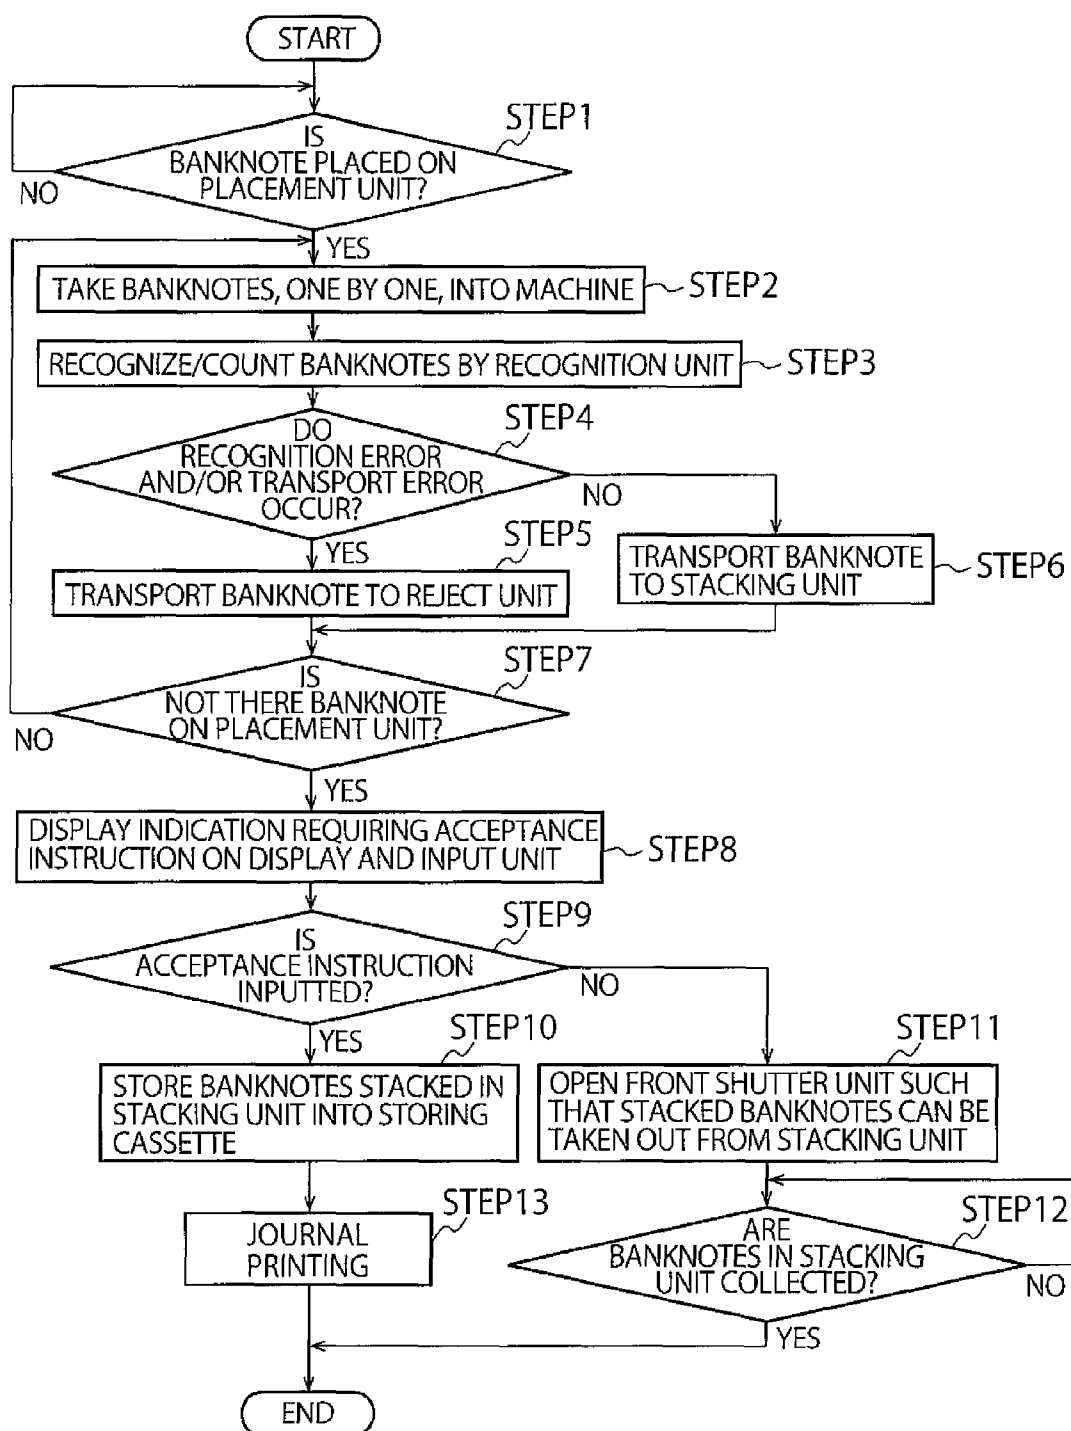 START
STEP1
IS
BANKNOTE PLACED ON
PLACEMENT UNIT?
NO
YES
TAKE BANKNOTES, ONE BY ONE, INTO MACHINE
STEP2
RECOGNIZE/COUNT BANKNOTES BY RECOGNITION UNIT
STEP3
DO
RECOGNITION ERROR
AND/OR TRANSPORT ERROR
OCCUR?
STEP4
NO
YES
STEP5
TRANSPORT BANKNOTE TO REJECT UNIT
TRANSPORT BANKNOTE
TO STACKING UNIT
STEP6
STEP7
IS
NOT THERE BANKNOTE
ON PLACEMENT UNIT?
NO
YES
DISPLAY INDICATION REQUIRING ACCEPTANCE
INSTRUCTION ON DISPLAY AND INPUT UNIT
STEP8
STEP9
IS
ACCEPTANCE INSTRUCTION
INPUTTED?
NO
YES
STEP10
STORE BANKNOTES STACKED IN
STACKING UNIT INTO STORING
CASSETTE
STEP11
OPEN FRONT SHUTTER UNIT SUCH
THAT STACKED BANKNOTES CAN BE
TAKEN OUT FROM STACKING UNIT
STEP13
JOURNAL
PRINTING
STEP12
ARE
BANKNOTES IN STACKING
UNIT COLLECTED?
NO
YES
END